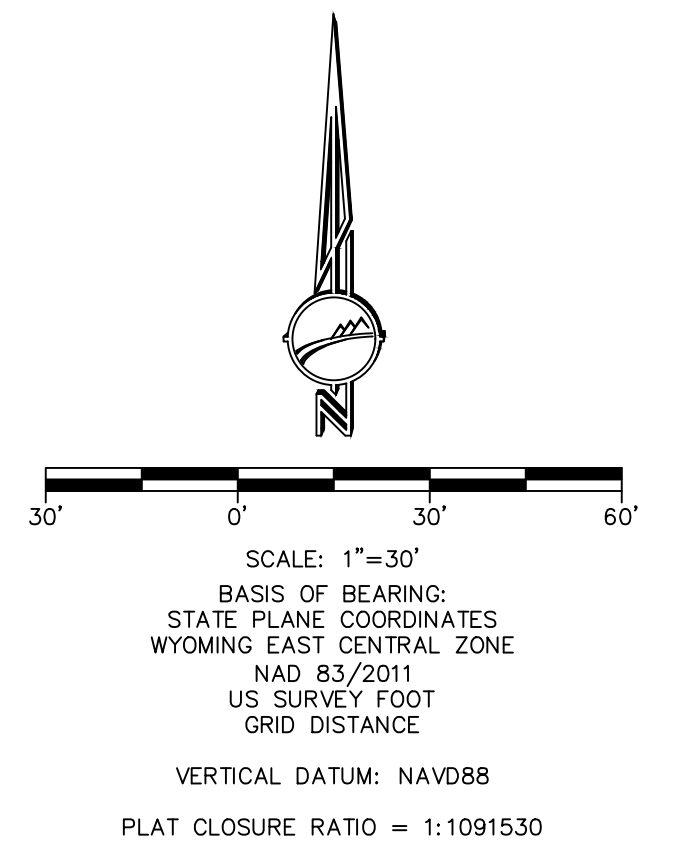 N
30' 0' 30' 60'
SCALE: 1"=30'
BASIS OF BEARING:
STATE PLANE COORDINATES
WYOMING EAST CENTRAL ZONE
NAD 83/2011
US SURVEY FOOT
GRID DISTANCE
VERTICAL DATUM: NAVD88
PLAT CLOSURE RATIO = 1:1091530